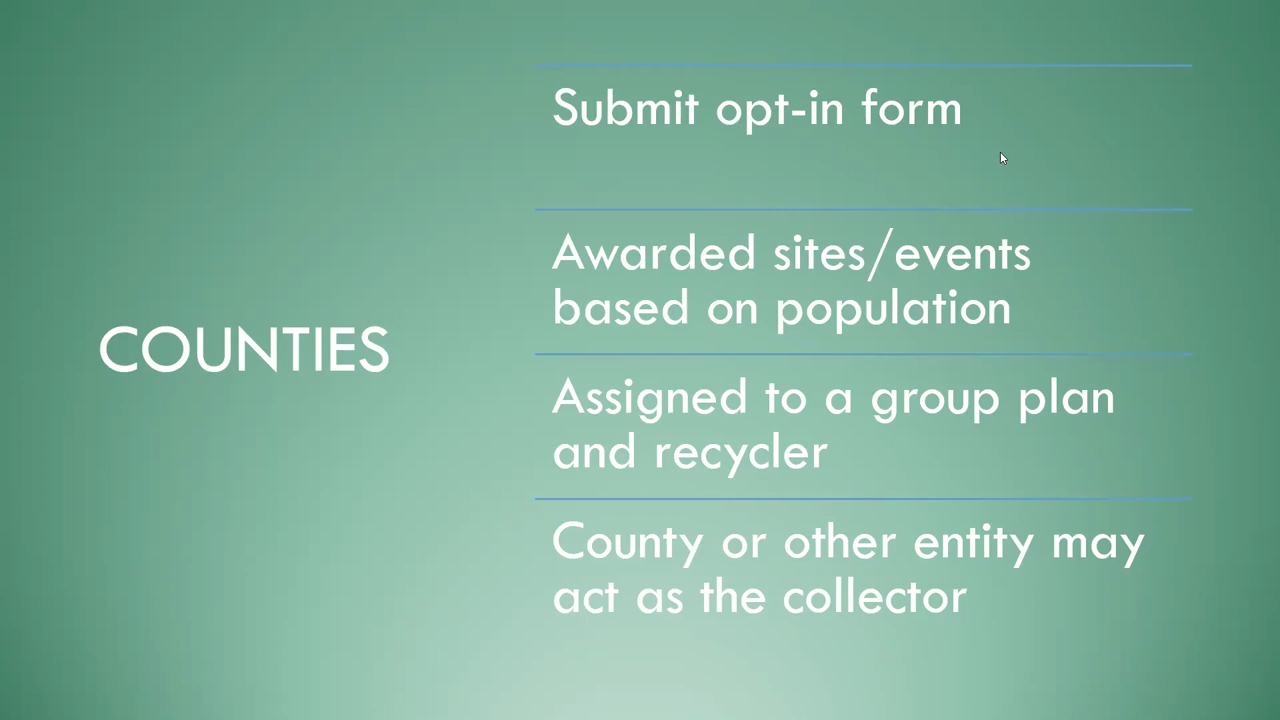 COUNTIES
Submit opt-in form
Awarded sites/events
based on population
Assigned to a group plan
and recycler
County or other entity may
act as the collector